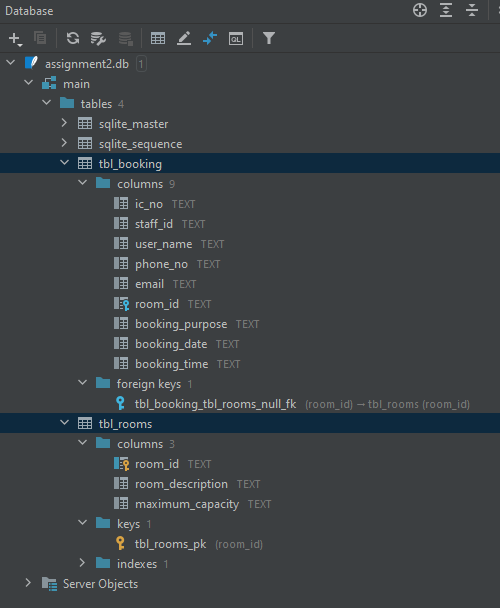 Database
QL
assignment2.db 1
main
tables 4
sqlite_master
sqlite_sequence
tbl_booking
columns 9
ic_no TEXT
staff_id TEXT
user_name TEXT
phone_no TEXT
email TEXT
room_id TEXT
booking_purpose TEXT
booking_date TEXT
booking_time TEXT
foreign keys 1
tbl_booking_tbl_rooms_null_fk (room_id) → tbl_rooms (room_id)
tbl_rooms
columns 3
room_id TEXT
room_description TEXT
maximum_capacity TEXT
keys 1
tbl_rooms_pk (room_id)
indexes 1
Server Objects